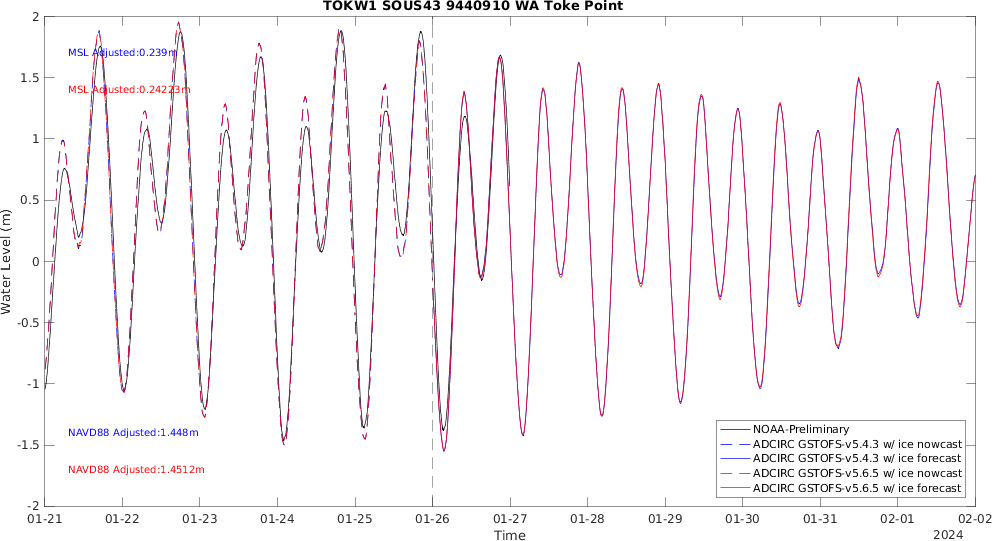 TOKW1 SOUS43 9440910 WA Toke Point
2
1.5
1
0.5
0
-0.5
-1
-1.5
-2
Water Level (m)
MSL Adjusted:0.239m
MSL Adjusted:0.24223m
NAVD88 Adjusted:1.448m
NAVD88 Adjusted:1.4512m
NOAA-Preliminary
ADCIRC GSTOFS-v5.4.3 w/ ice nowcast
ADCIRC GSTOFS-v5.4.3 w/ ice forecast
ADCIRC GSTOFS-v5.6.5 w/ ice nowcast
ADCIRC GSTOFS-v5.6.5 w/ ice forecast
01-21 01-22 01-23 01-24 01-25 01-26 01-27 01-28 01-29 01-30 01-31 02-01 02-02
Time
2024